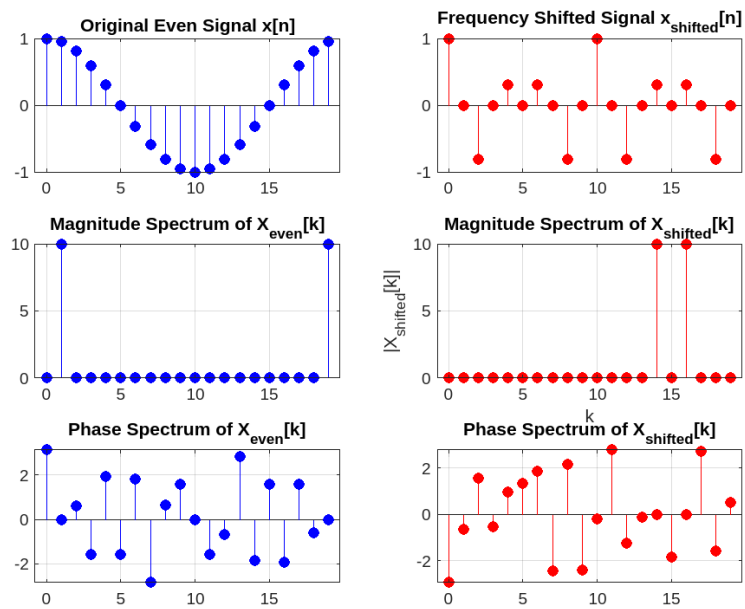 Original Even Signal x[n]
1
0
-1
0 5 10 15
Frequency Shifted Signal x_shifted[n]
1
0
-1
0 5 10 15
Magnitude Spectrum of X_even[k]
10
5
0
0 5 10 15
Magnitude Spectrum of X_shifted[k]
|X_shifted[k]|
10
5
0
0 5 10 15
k
Phase Spectrum of X_even[k]
2
0
-2
0 5 10 15
Phase Spectrum of X_shifted[k]
2
0
-2
0 5 10 15